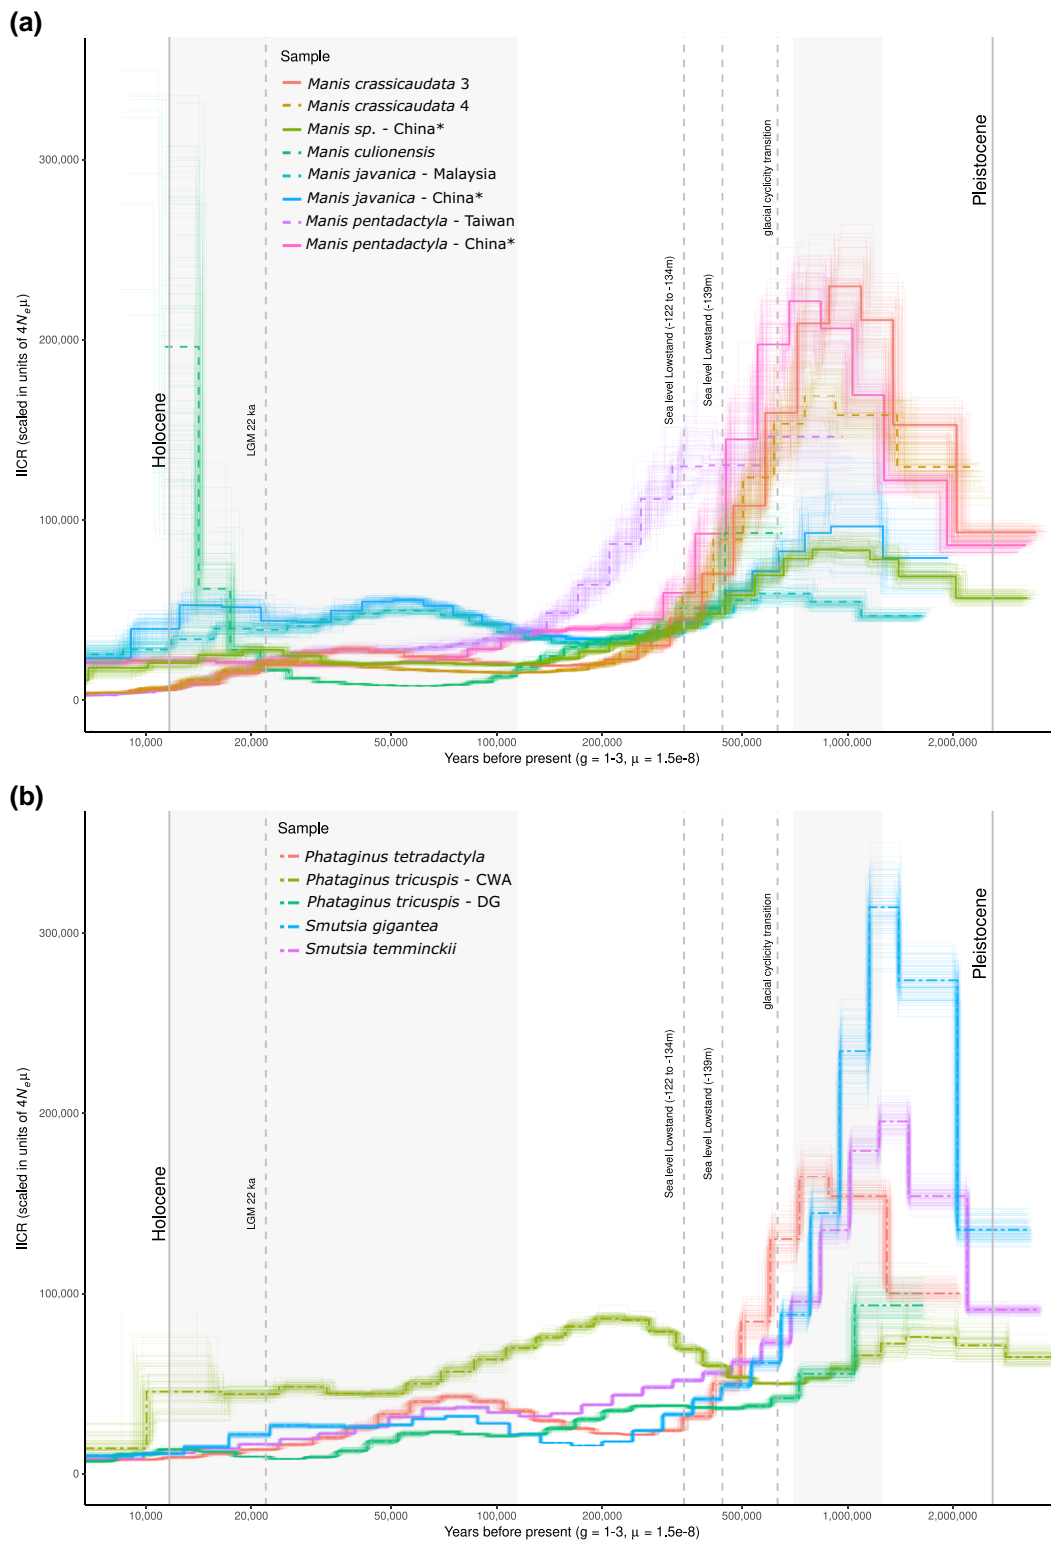 (a)
Sample
Manis crassicaudata 3
Manis crassicaudata 4
Manis sp. - China*
Manis culionensis
Manis javanica - Malaysia
Manis javanica - China*
Manis pentadactyla - Taiwan
Manis pentadactyla - China*
IICR (scaled in units of 4Neμ)
300,000
200,000
100,000
0
Holocene
LGM 22 ka
Sea level Lowstand (-122 to -134m)
Sea level Lowstand (-139m)
glacial cyclicity transition
Pleistocene
10,000
20,000
50,000
100,000
200,000
500,000
1,000,000
2,000,000
Years before present (g = 1-3, μ = 1.5e-8)
(b)
Sample
Phataginus tetradactyla
Phataginus tricuspis - CWA
Phataginus tricuspis - DG
Smutsia gigantea
Smutsia temminckii
IICR (scaled in units of 4Neμ)
300,000
200,000
100,000
0
Holocene
LGM 22 ka
Sea level Lowstand (-122 to -134m)
Sea level Lowstand (-139m)
glacial cyclicity transition
Pleistocene
10,000
20,000
50,000
100,000
200,000
500,000
1,000,000
2,000,000
Years before present (g = 1-3, μ = 1.5e-8)